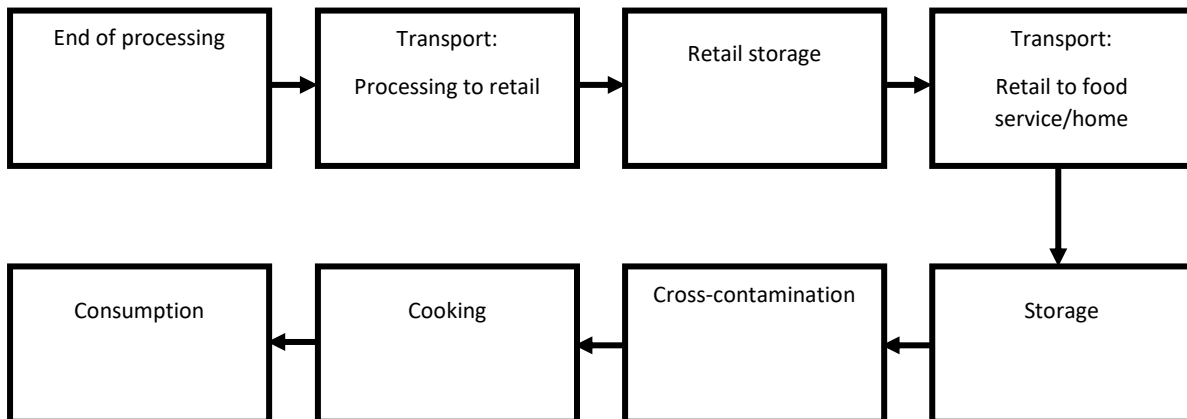 End of processing
Transport:
Processing to retail
Retail storage
Transport:
Retail to food
service/home
Storage
Cross-contamination
Cooking
Consumption